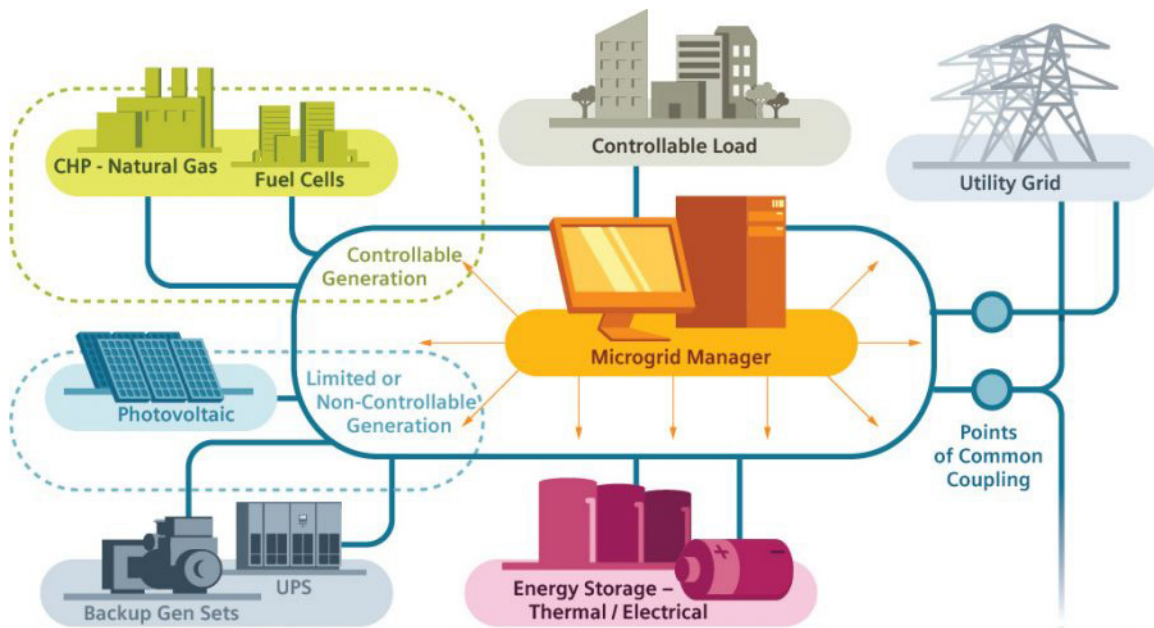 CHP - Natural Gas
Fuel Cells
Controllable Load
Utility Grid
Controllable
Generation
Microgrid Manager
Photovoltaic
Limited or
Non-Controllable
Generation
Points
of Common
Coupling
UPS
Backup Gen Sets
Energy Storage –
Thermal / Electrical
+
–